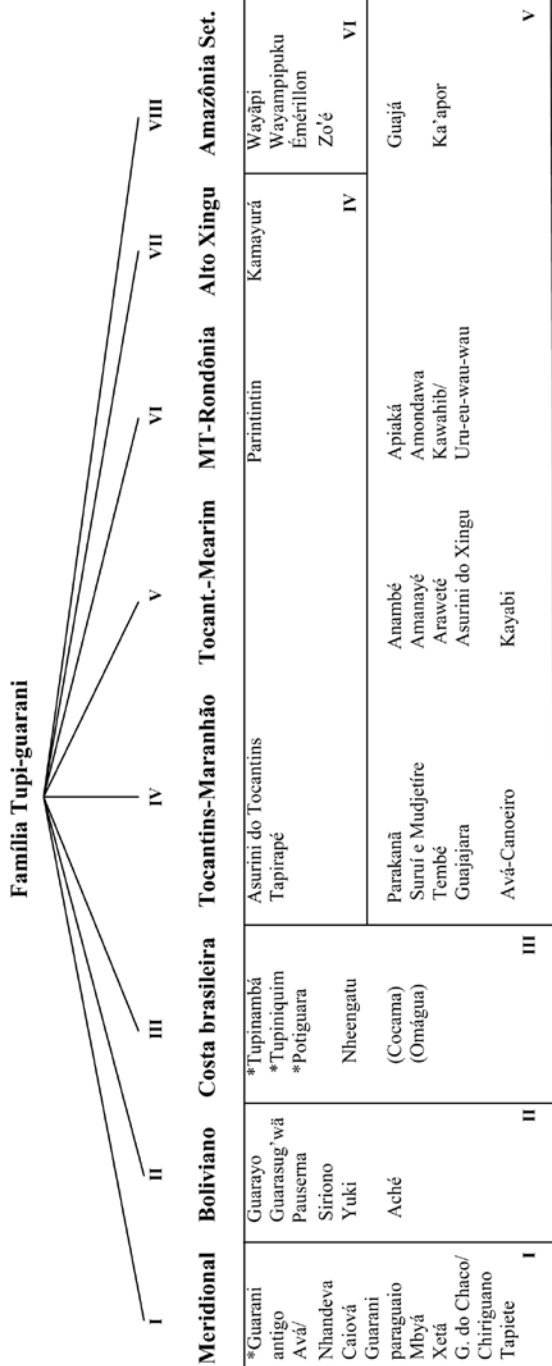 Família Tupi-guarani
I II III IV V VI VII VIII
Meridional Boliviano Costa brasileira Tocantins-Maranhão Tocant.-Mearim MT-Rondônia Alto Xingu Amazônia Set.
*Guarani
antigo
Avá/
Nhandeva
Caiová
Guarani
paraguaio
Mbyá
Xetá
G. do Chaco/
Chiriguano
Tapiete
I
Guarayo
Guarasug'wä
Pauserna
Siriono
Yuki
Aché
II
*Tupinambá
*Tupiniquim
*Potiguara
Nheengatu
(Cocama)
(Omágua)
III
Asurini do Tocantins
Tapirapé
Parintintin
Kamayurá
IV
Wayãpi
Wayampipuku
Émérillon
Zo'é
VI
Parakanã
Suruí e Mudjetíre
Tembé
Guajajara
Avá-Canoeiro
Anambé
Amanayé
Araweté
Asurini do Xingu
Kayabi
Apiaká
Amondawa
Kawahib/
Uru-eu-wau-wau
Guajá
Ka’apor
V